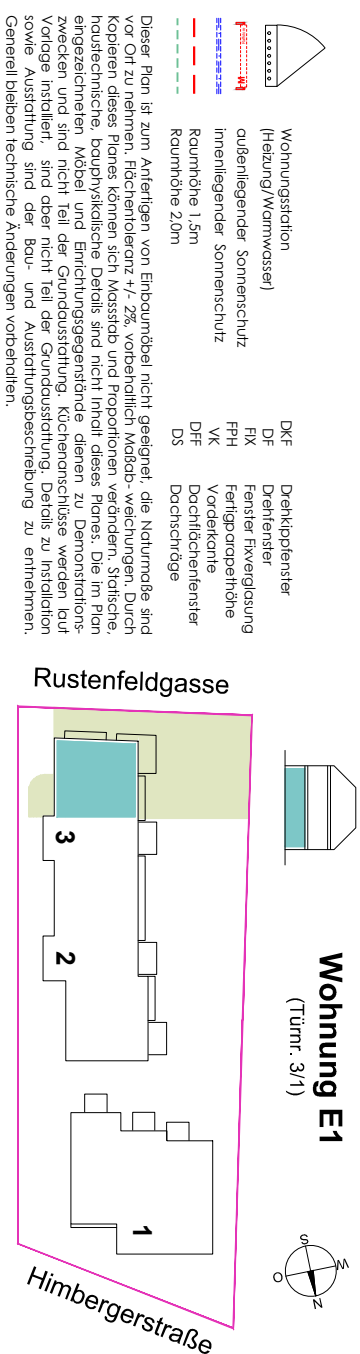 Wohnungsstation
(Heizung/Warmwasser)
außenliegender Sonnenschutz
innenliegender Sonnenschutz
Raumhöhe 1,5m
Raumhöhe 2,0m
DKF Drehkippfenster
DF Drehfenster
FIX Fenster Fixverglasung
FPH Fertigparapethöhe
VK Vorderkante
DFF Dachflächenfenster
DS Dachschräge
Dieser Plan ist zum Anfertigen von Einbaumöbel nicht geeignet, die Naturmaße sind
vor Ort zu nehmen. Flächentoleranz +/- 2%, vorbehaltlich Maßab- weichungen. Durch
Kopieren dieses Planes können sich Massstab und Proportionen verändern. Statische,
haustechnische, bauphysikalische Details sind nicht Inhalt dieses Planes. Die im Plan
eingezeichneten Möbel und Einrichtungsgegenstände dienen zu Demonstrations-
zwecken und sind nicht Teil der Grundausstattung. Küchenanschlüsse werden laut
Vorlage installiert, sind aber nicht Teil der Grundausstattung. Details zu Installation
sowie Ausstattung sind der Bau- und Ausstattungsbeschreibung zu entnehmen.
Generell bleiben technische Änderungen vorbehalten.
Wohnung E1
(Türnr. 3/1)
Rustenfeldgasse
3
2
1
Himbergerstraße
S
W
O
N